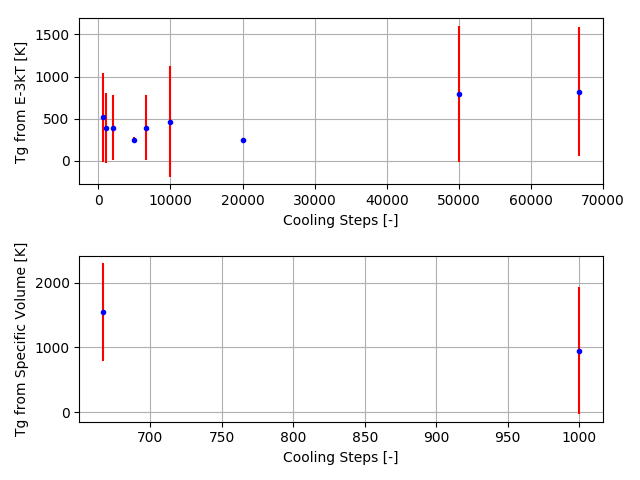 Tg from E-3kT [K]
1500
1000
500
0
0 10000 20000 30000 40000 50000 60000 70000
Cooling Steps [-]
Tg from Specific Volume [K]
2000
1000
0
700 750 800 850 900 950 1000
Cooling Steps [-]